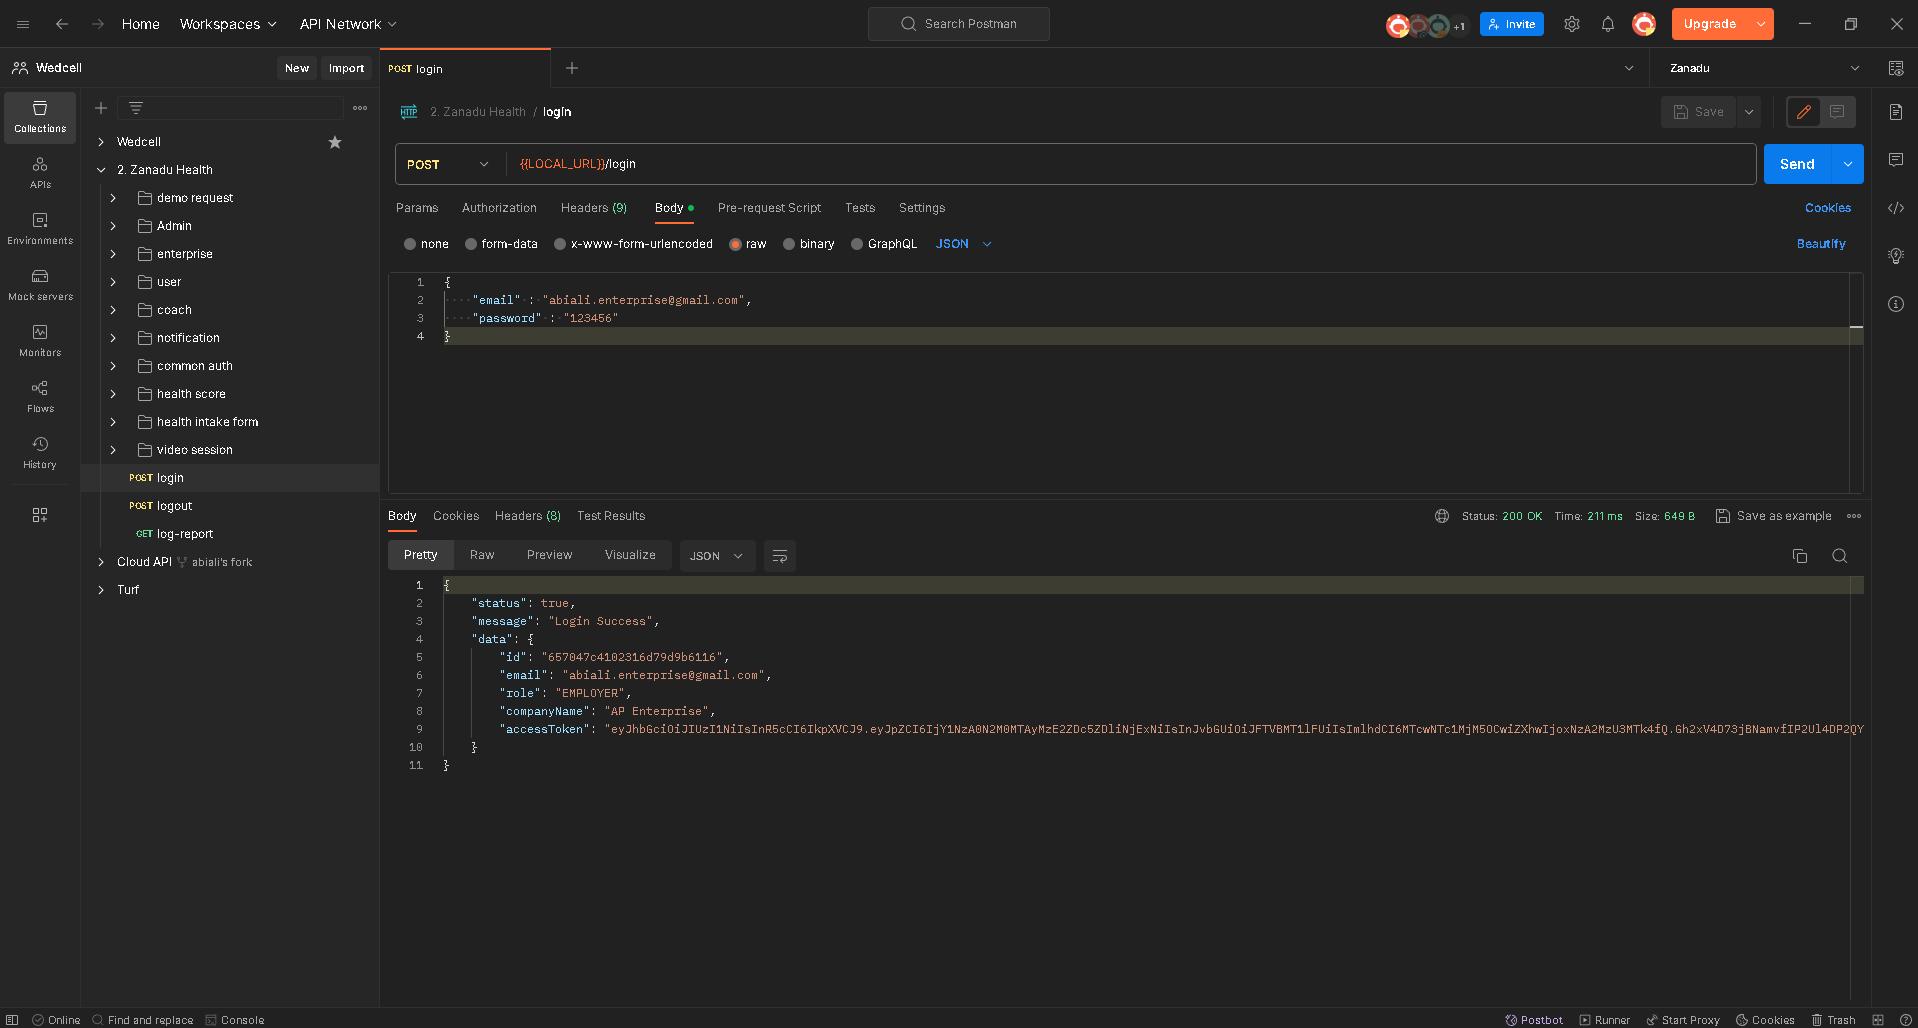 Home Workspaces API Network Search Postman +1 Invite Upgrade
Wedcell New Import POST login Zanadu
2. Zanadu Health / login Save
Collections
APIs
Environments
Mock servers
Monitors
Flows
History
Wedcell
2. Zanadu Health
demo request
Admin
enterprise
user
coach
notification
common auth
health score
health intake form
video session
POST login
POST logout
GET log-report
Cloud API abiali's fork
Turf
POST {{LOCAL_URL}}/login Send
Params Authorization Headers (9) Body Pre-request Script Tests Settings Cookies
none form-data x-www-form-urlencoded raw binary GraphQL JSON Beautify
1 {
2 "email" : "abiali.enterprise@gmail.com",
3 "password" : "123456"
4 }
Body Cookies Headers (8) Test Results Status: 200 OK Time: 211 ms Size: 649 B Save as example
Pretty Raw Preview Visualize JSON
1 {
2 "status": true,
3 "message": "Login Success",
4 "data": {
5 "id": "657047c4102316d79d9b6116",
6 "email": "abiali.enterprise@gmail.com",
7 "role": "EMPLOYER",
8 "companyName": "AP Enterprise",
9 "accessToken":
10 }
11 }
Online Find and replace Console Postbot Runner Start Proxy Cookies Trash